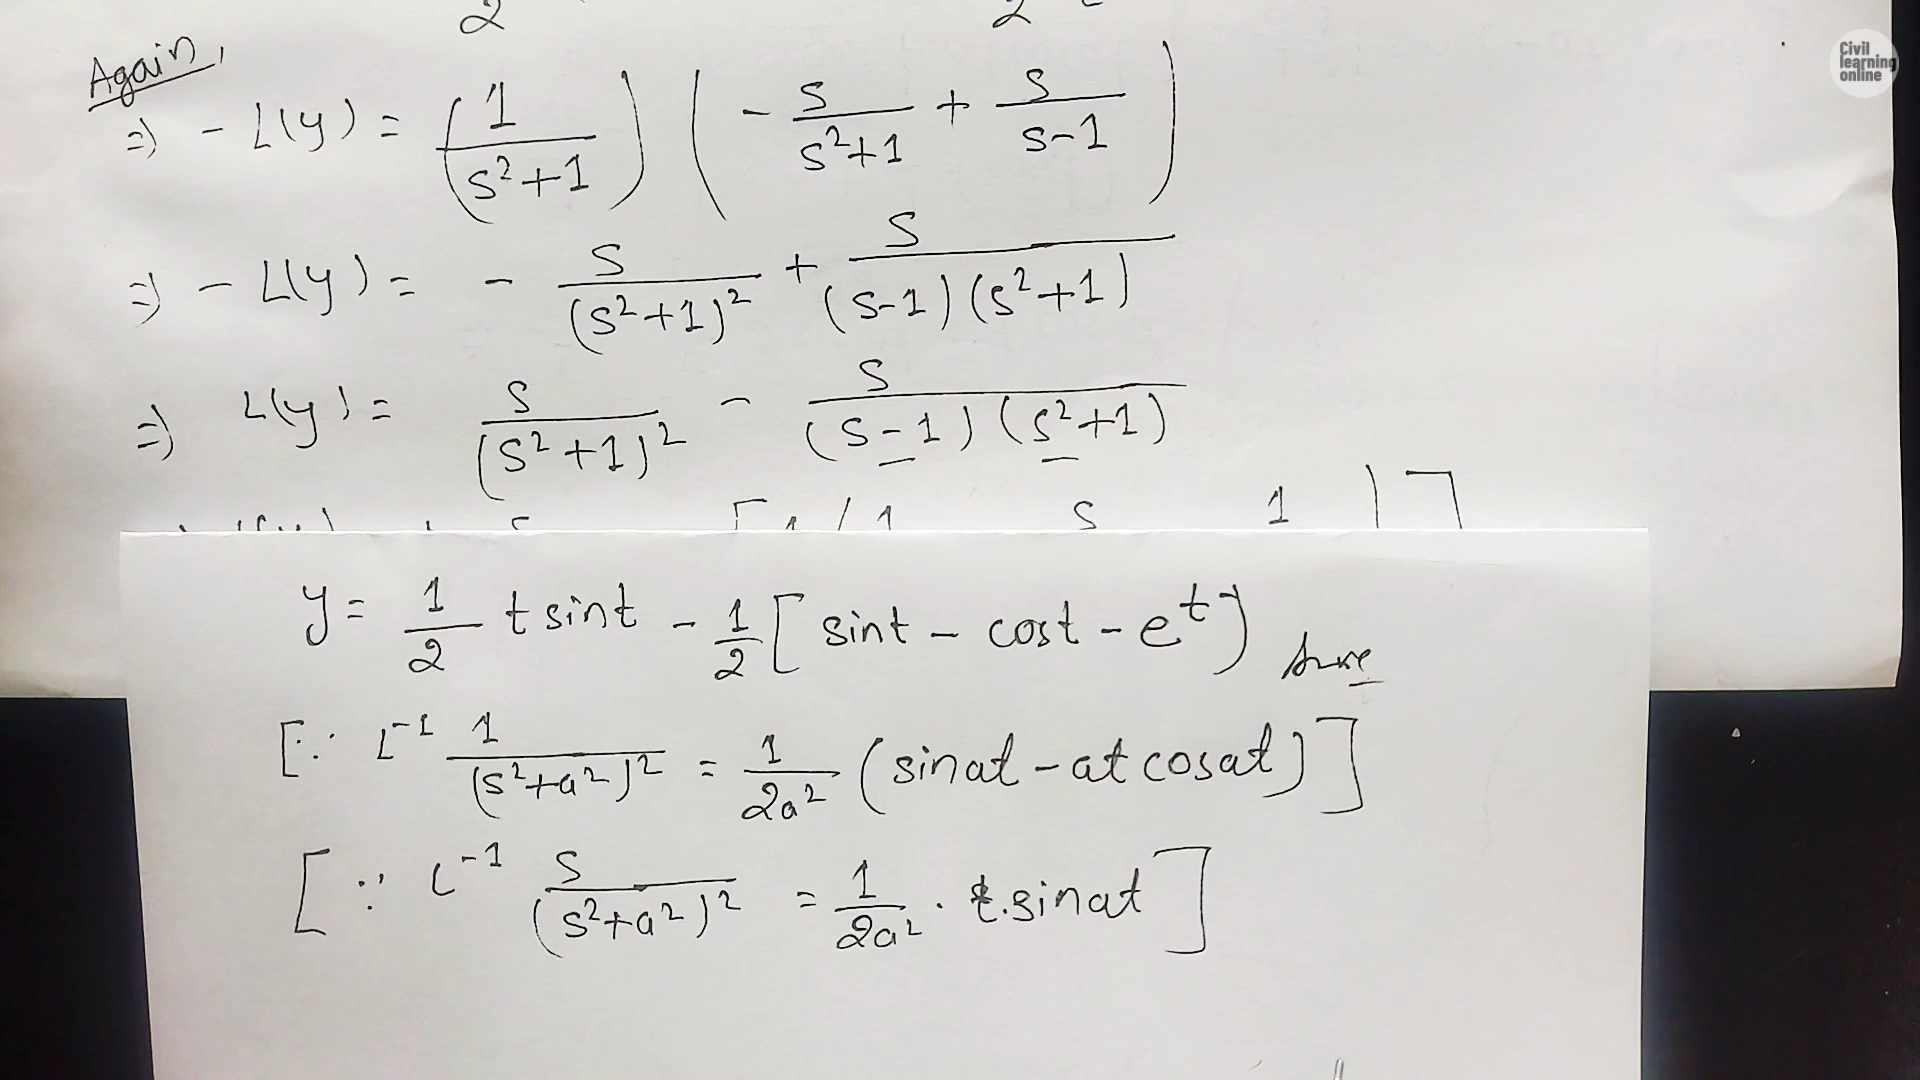 Again,
=) - L(y) = (1/(s²+1)) (- s/(s²+1) + s/(s-1))
=) - L(y) = - s/(s²+1)² + s/((s-1)(s²+1))
=) L(y) = s/(s²+1)² - s/((s-1)(s²+1))
y = 1/2 t sint - 1/2 [sint - cost - e^t)
[∵ L⁻¹ 1/(s²+a²)² = 1/2a² (sinat - at cosat)]
[∵ L⁻¹ s/(s²+a²)² = 1/2a² · t.sinat]
Civil
learning
online